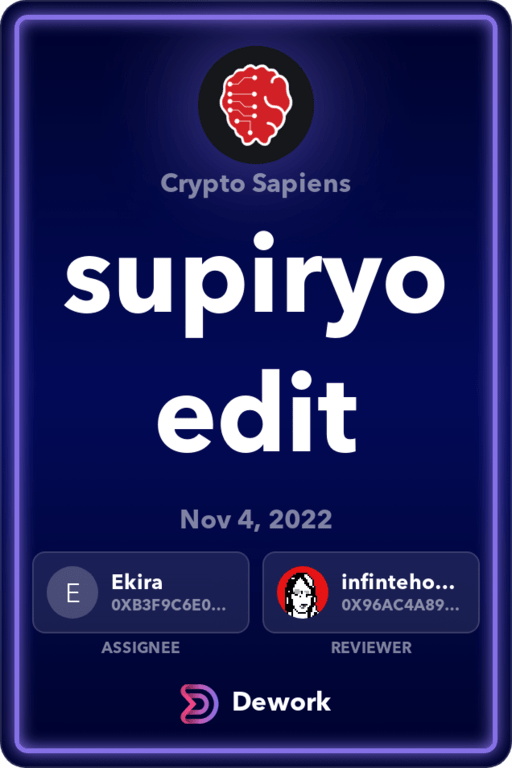 Crypto Sapiens
supiryo
edit
Nov 4, 2022
E
Ekira
0XB3F9C6E0...
ASSIGNEE
infinteho...
0X96AC4A89...
REVIEWER
Dework